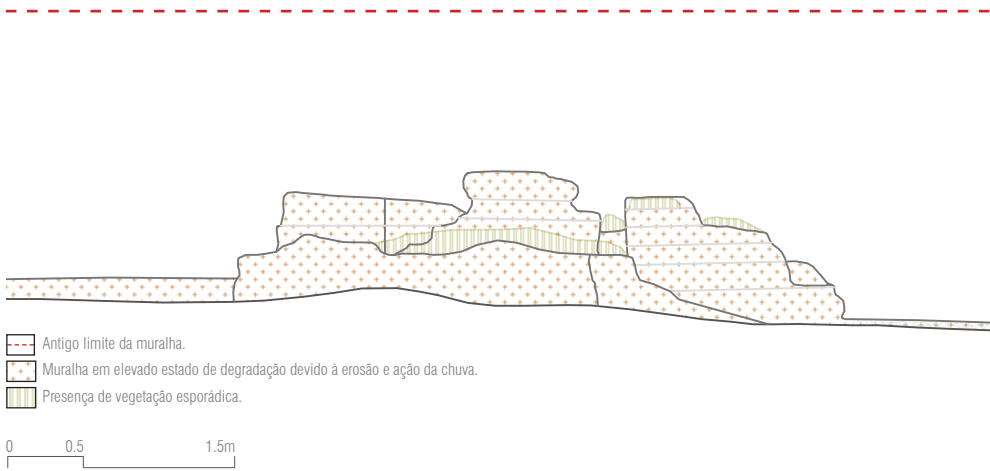 Antigo limite da muralha.
Muralha em elevado estado de degradação devido à erosão e ação da chuva.
Presença de vegetação esporádica.
0 0.5 1.5m